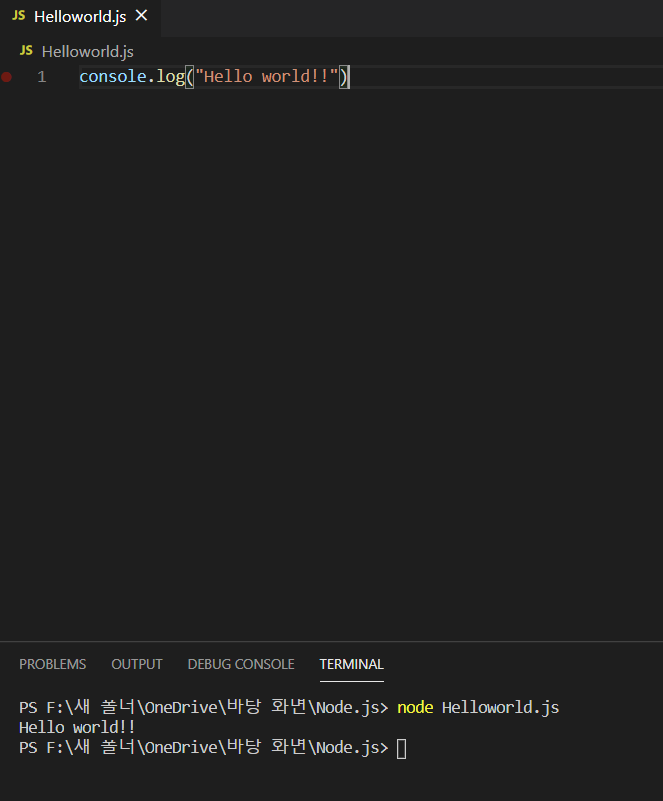 JS Helloworld.js
JS Helloworld.js
1 console.log("Hello world!!")
PROBLEMS OUTPUT DEBUG CONSOLE TERMINAL
PS F:\새 폴더\OneDrive\바탕 화면\Node.js> node Helloworld.js
Hello world!!
PS F:\새 폴더\OneDrive\바탕 화면\Node.js>